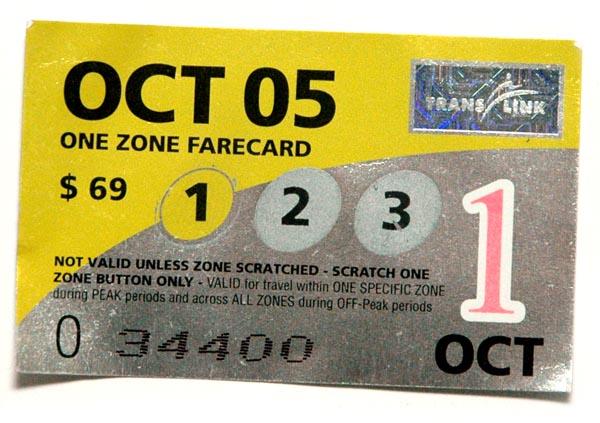 OCT 05
TRANS LINK
ONE ZONE FARECARD
$ 69
1 2 3
1
NOT VALID UNLESS ZONE SCRATCHED - SCRATCH ONE
ZONE BUTTON ONLY - VALID for travel within ONE SPECIFIC ZONE
during PEAK periods and across ALL ZONES during OFF-Peak periods
0 34400
OCT